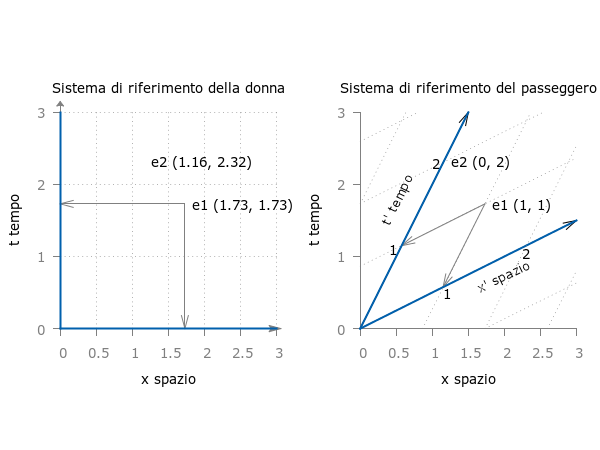 Sistema di riferimento della donna
3
2
1
0
t tempo
e2 (1.16, 2.32)
e1 (1.73, 1.73)
0 0.5 1 1.5 2 2.5 3
x spazio
Sistema di riferimento del passeggero
3
2
1
0
t tempo
2 e2 (0, 2)
t' tempo
e1 (1, 1)
1
2
x' spazio
1
0 0.5 1 1.5 2 2.5 3
x spazio